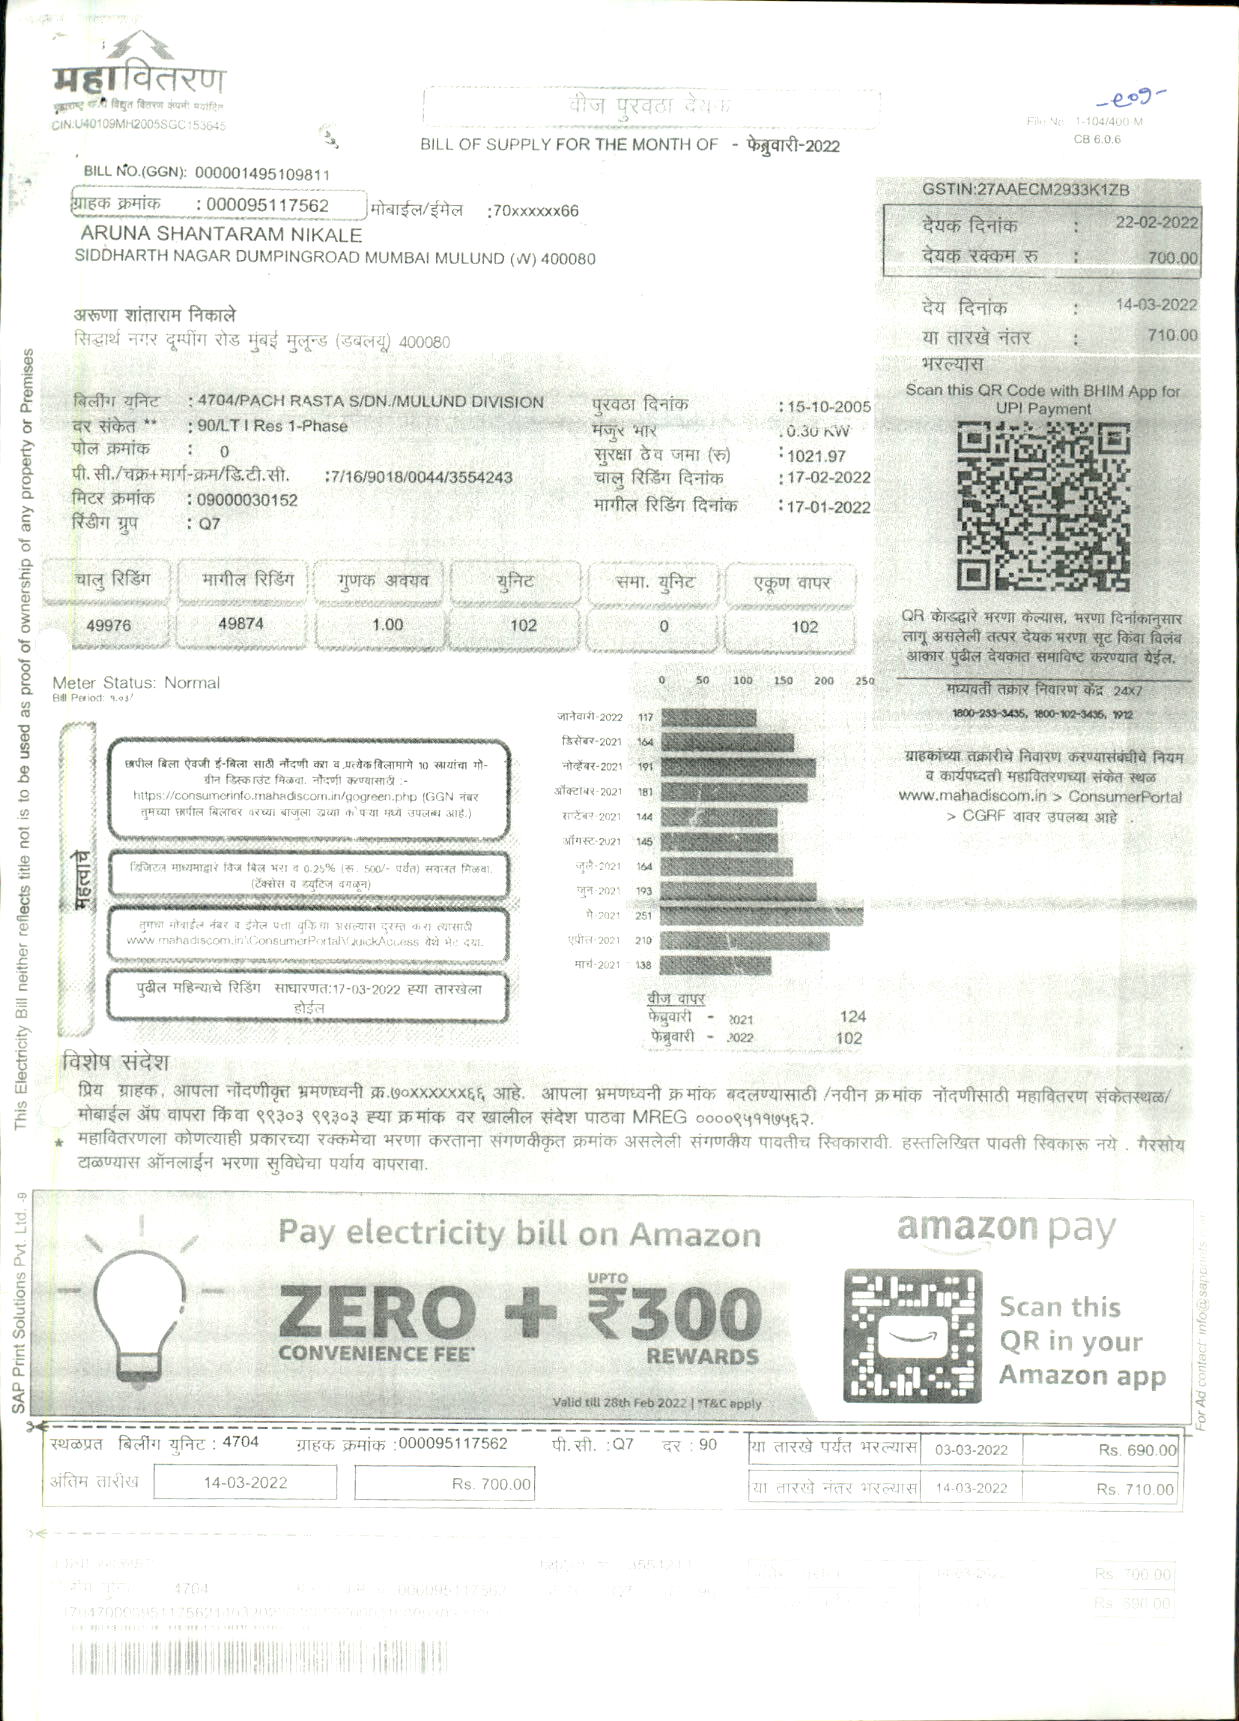 महावितरण
CIN:U40109MH2005SGC153645
वीज पुरवठा देयक
BILL OF SUPPLY FOR THE MONTH OF - फेब्रुवारी-2022
File No. 1-104/400-M
CB 6.0.6
BILL NO.(GGN): 000001495109811
ग्राहक क्रमांक : 000095117562
मोबाईल/ईमेल :70xxxxxx66
ARUNA SHANTARAM NIKALE
SIDDHARTH NAGAR DUMPINGROAD MUMBAI MULUND (W) 400080
अरूणा शांताराम निकाले
सिद्धार्थ नगर दूम्पींग रोड मुंबई मुलून्ड (डबलयू) 400080
GSTIN:27AAECM2933K1ZB
देयक दिनांक : 22-02-2022
देयक रक्कम रु : 700.00
देय दिनांक : 14-03-2022
या तारखे नंतर : 710.00
भरल्यास
Scan this QR Code with BHIM App for
UPI Payment
बिलींग युनिट : 4704/PACH RASTA S/DN./MULUND DIVISION
दर संकेत ** : 90/LT I Res 1-Phase
पोल क्रमांक : 0
पी.सी./चक्र+मार्ग-क्रम/डि.टी.सी. :7/16/9018/0044/3554243
मिटर क्रमांक : 09000030152
रिडींग ग्रुप : Q7
पुरवठा दिनांक : 15-10-2005
मंजुर भार : 0.30 KW
सुरक्षा ठेव जमा (रु) : 1021.97
चालु रिडिंग दिनांक : 17-02-2022
मागील रिडिंग दिनांक : 17-01-2022
चालु रिडिंग मागील रिडिंग गुणक अवयव युनिट समा. युनिट एकूण वापर
49976 49874 1.00 102 0 102
QR कोडद्वारे भरणा केल्यास, भरणा दिनांकानुसार
लागू असलेली तत्पर देयक भरणा सूट किंवा विलंब
आकार पुढील देयकात समाविष्ट करण्यात येईल.
मध्यवर्ती तक्रार निवारण केंद्र 24X7
1800-233-3435, 1800-102-3435, 1912
ग्राहकांच्या तक्रारीचे निवारण करण्यासंबंधीचे नियम
व कार्यपध्दती महावितरणच्या संकेत स्थळ
www.mahadiscom.in > ConsumerPortal
> CGRF वावर उपलब्ध आहे .
Meter Status: Normal
Bill Period: १.०३/
महत्वाचे
छापील बिला ऐवजी ई-बिला साठी नोंदणी करा व प्रत्येक बिलामागे 10 रूपयांचा गो-
ग्रीन डिस्काउंट मिळवा. नोंदणी करण्यासाठी :-
https://consumerinfo.mahadiscom.in/gogreen.php (GGN नंबर
तुमच्या छापील बिलावर वरच्या बाजूला डाव्या कोपऱ्या मध्ये उपलब्ध आहे.)
डिजिटल माध्यमाद्वारे विज बिल भरा व 0.25% (रू. 500/- पर्यंत) सवलत मिळवा.
(टॅक्सेस व ड्युटिज वगळून)
तुमचा मोबाईल नंबर व ईमेल पत्ता चुकिचा असल्यास दुरुस्त करा त्यासाठी
www.mahadiscom.in\ConsumerPortal\QuickAccess येथे भेट द्या.
पुढील महिन्याचे रिडिंग साधारणत:17-03-2022 ह्या तारखेला
होईल
0 50 100 150 200 250
जानेवारी-2022 117
डिसेंबर-2021 164
नोव्हेंबर-2021 191
ऑक्टोबर-2021 181
सप्टेंबर-2021 144
ऑगस्ट-2021 145
जुलै-2021 164
जुन-2021 193
मे-2021 251
एप्रील-2021 210
मार्च-2021 138
वीज वापर
फेब्रुवारी - 2021 124
फेब्रुवारी - 2022 102
विशेष संदेश
प्रिय ग्राहक, आपला नोंदणीकृत भ्रमणध्वनी क्र.७०xxxxxx६६ आहे. आपला भ्रमणध्वनी क्रमांक बदलण्यासाठी /नवीन क्रमांक नोंदणीसाठी महावितरण संकेतस्थळ/
मोबाईल ॲप वापरा किंवा ९९३०३ ९९३०३ ह्या क्रमांक वर खालील संदेश पाठवा MREG ००००९५११७५६२.
* महावितरणला कोणत्याही प्रकारच्या रक्कमेचा भरणा करताना संगणकीकृत क्रमांक असलेली संगणकीय पावतीच स्विकारावी. हस्तलिखित पावती स्विकारू नये . गैरसोय
टाळण्यास ऑनलाईन भरणा सुविधेचा पर्याय वापरावा.
This Electricity Bill neither reflects title not is to be used as proof of ownership of any property or Premises
SAP Print Solutions Pvt. Ltd. -9
Pay electricity bill on Amazon
ZERO + UPTO ₹300
CONVENIENCE FEE* REWARDS
Valid till 28th Feb 2022 | *T&C apply
amazon pay
Scan this
QR in your
Amazon app
स्थळप्रत बिलींग युनिट : 4704 ग्राहक क्रमांक :000095117562 पी.सी. :Q7 दर : 90
या तारखे पर्यंत भरल्यास 03-03-2022 Rs. 690.00
अंतिम तारीख 14-03-2022 Rs. 700.00
या तारखे नंतर भरल्यास 14-03-2022 Rs. 710.00
Rs. 700.00
4704 000095117562 Q7
Rs. 690.00